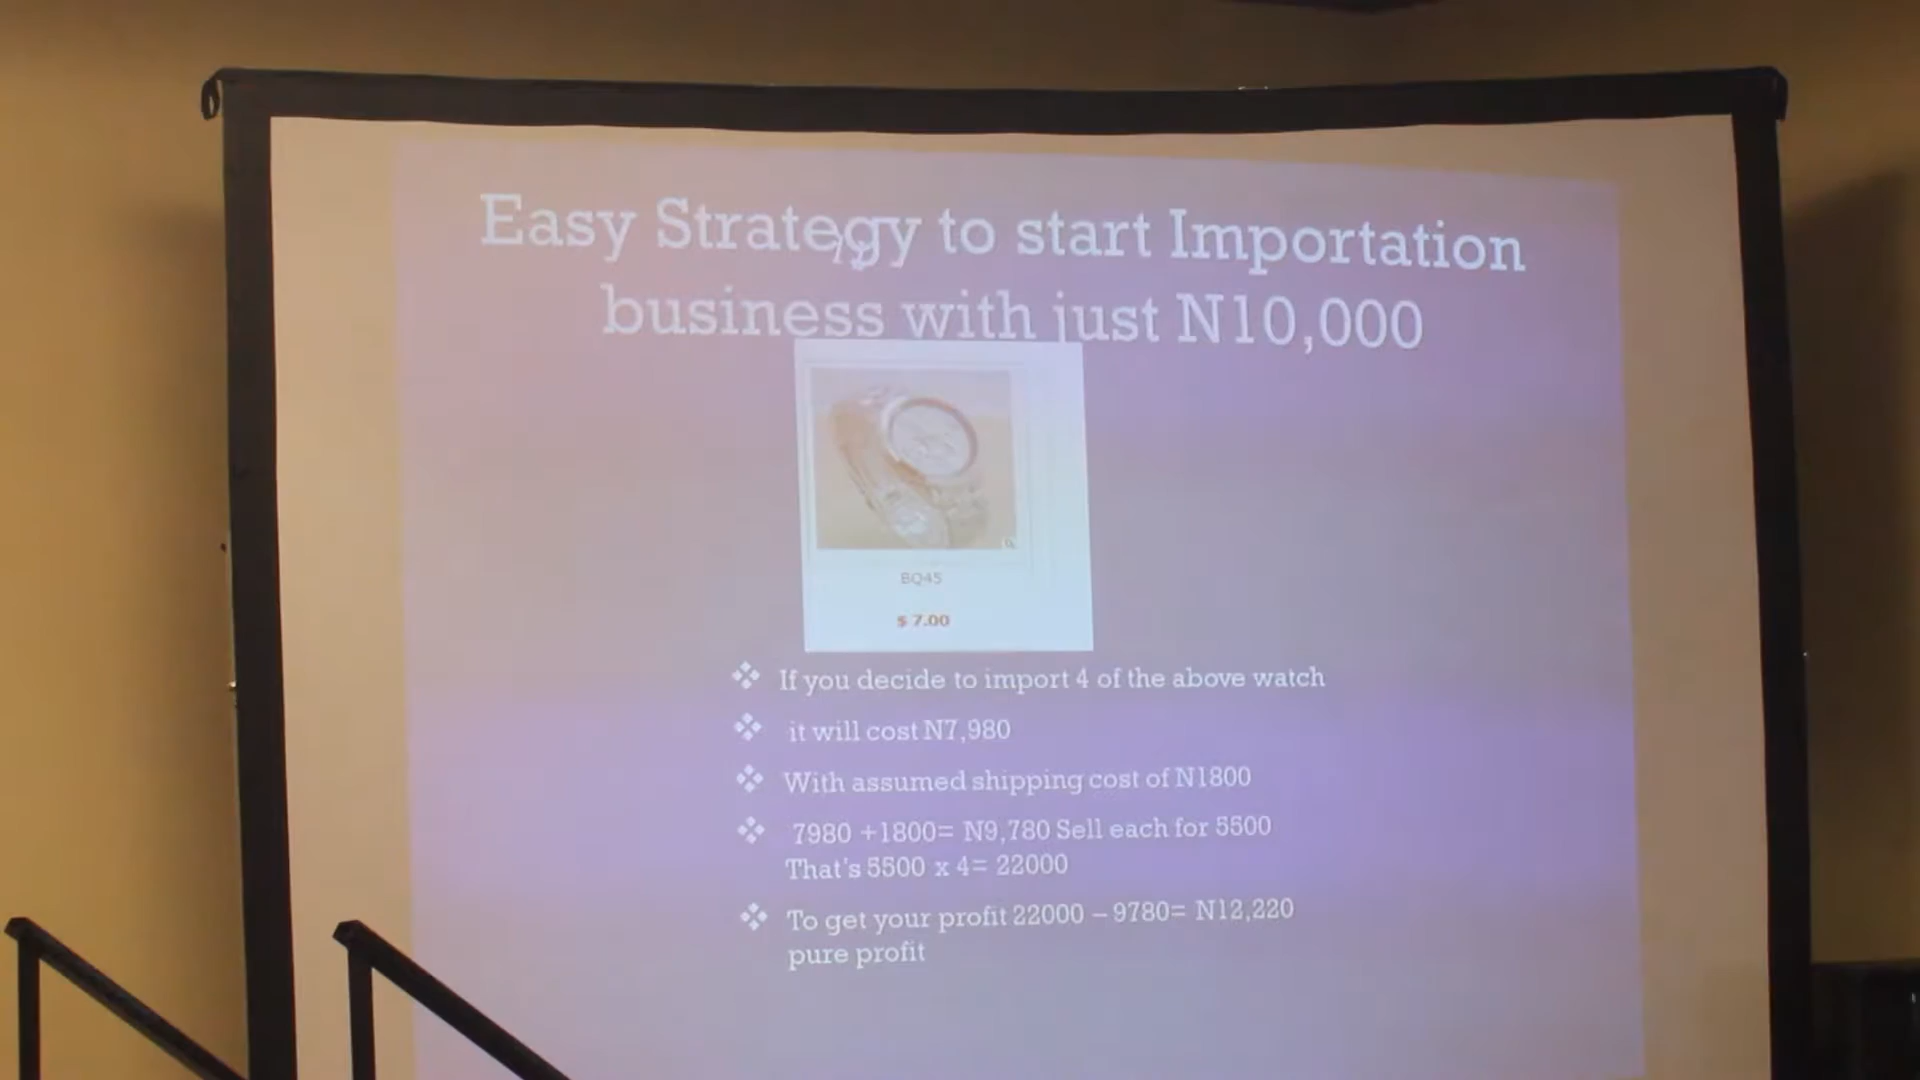 Easy Strategy to start Importation
business with just N10,000
BQ45
$ 7.00
If you decide to import 4 of the above watch
it will cost N7,980
With assumed shipping cost of N1800
7980 +1800= N9,780 Sell each for 5500
That's 5500 x 4= 22000
To get your profit 22000 – 9780= N12,220
pure profit